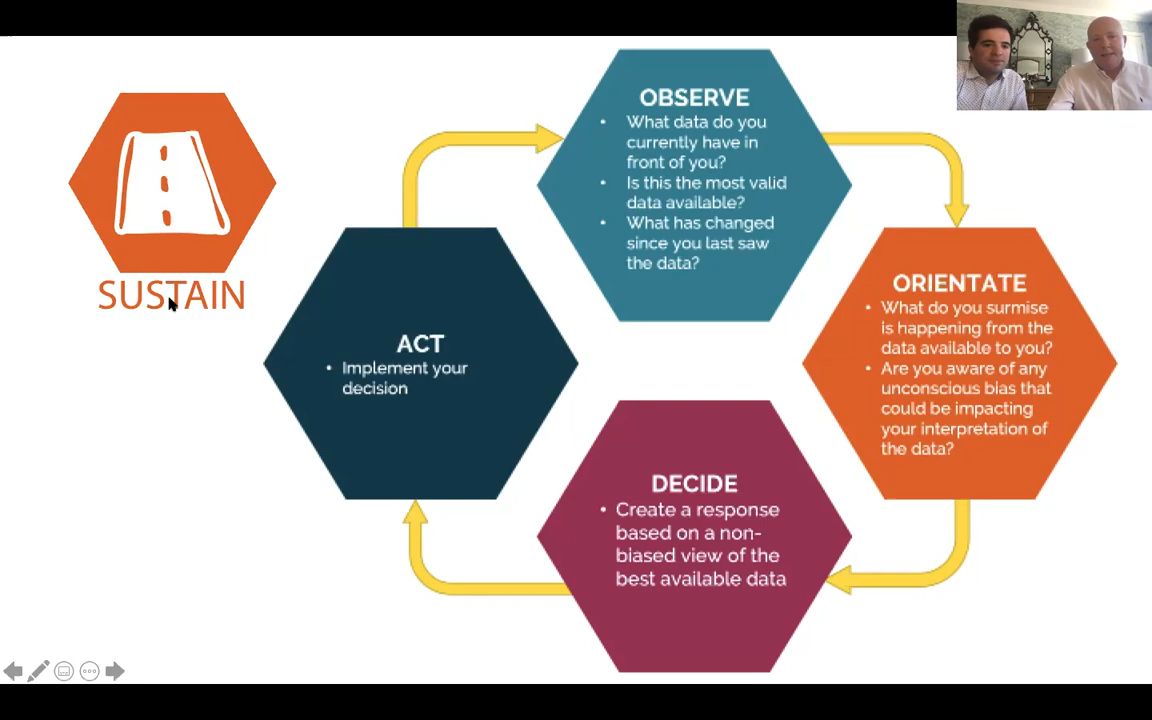 SUSTAIN
OBSERVE
• What data do you
currently have in
front of you?
• Is this the most valid
data available?
• What has changed
since you last saw
the data?
ORIENTATE
• What do you surmise
is happening from the
data available to you?
• Are you aware of any
unconscious bias that
could be impacting
your interpretation of
the data?
DECIDE
• Create a response
based on a non-
biased view of the
best available data
ACT
• Implement your
decision